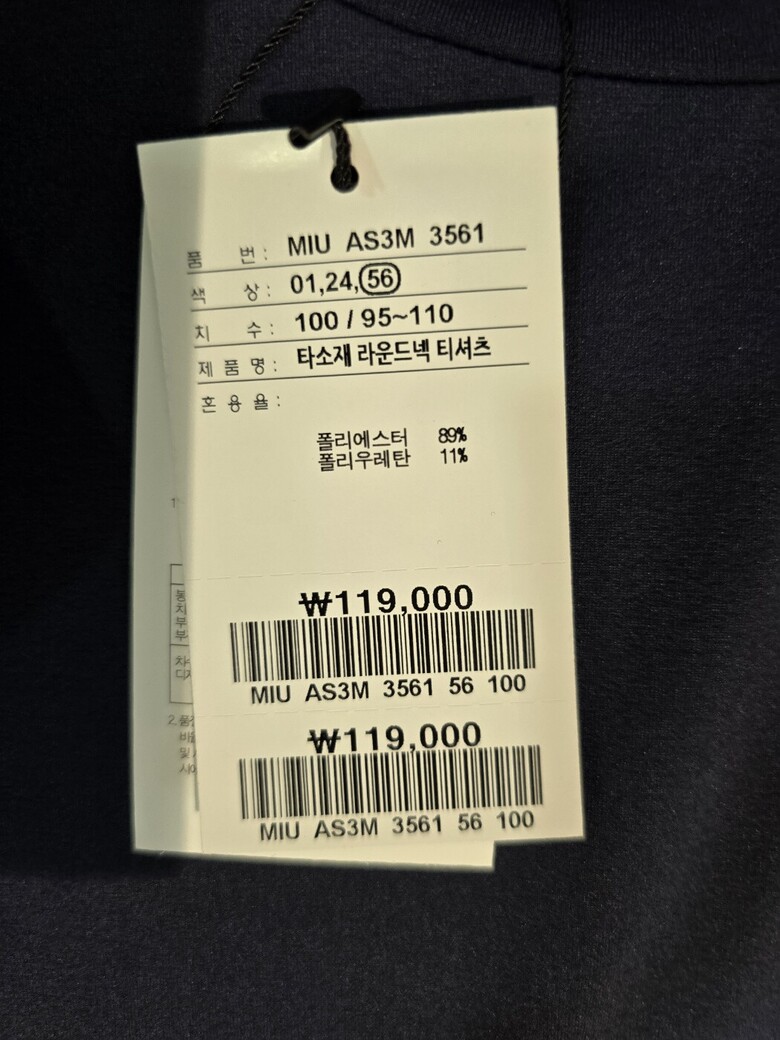 품 번 : MIU AS3M 3561
색 상 : 01,24,56
치 수 : 100 / 95~110
제 품 명 : 타소재 라운드넥 티셔츠
혼 용 율 :
폴리에스터 89%
폴리우레탄 11%
₩119,000
MIU AS3M 3561 56 100
₩119,000
MIU AS3M 3561 56 100